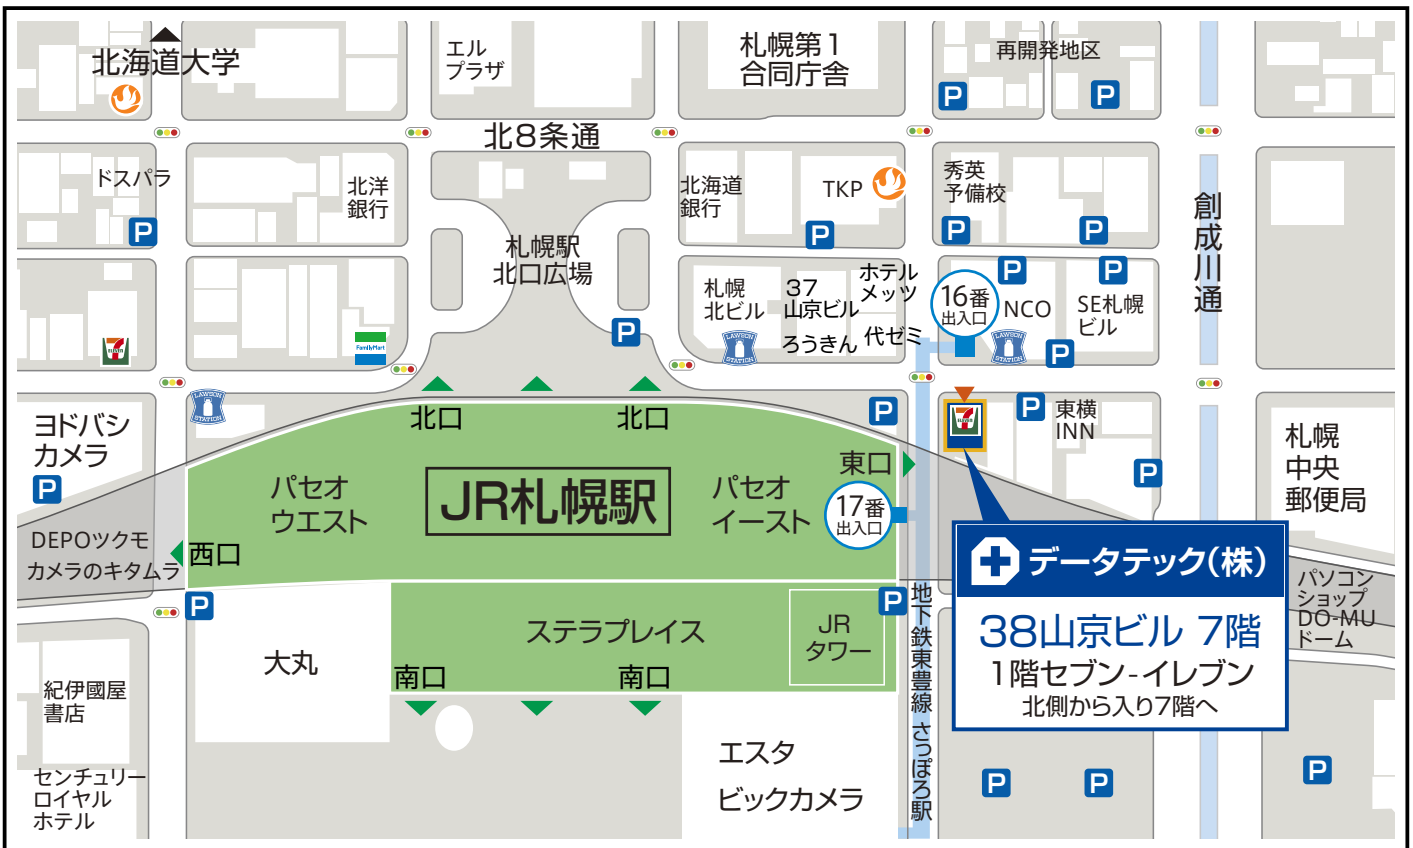 北海道大学
エル
プラザ
札幌第1
合同庁舎
再開発地区
P
P
北8条通
ドスパラ
P
北洋
銀行
北海道
銀行
TKP
P
秀英
予備校
P
P
創成川通
札幌駅
北口広場
P
札幌
北ビル
LAWSON
STATION
37
山京ビル
ろうきん
ホテル
メッツ
代ゼミ
16番
出入口
P
NCO
LAWSON
STATION
P
SE札幌
ビル
P
7 ELEVEN
FamilyMart
LAWSON
STATION
ヨドバシ
カメラ
P
北口
北口
P
東口
7 ELEVEN
P
東横
INN
P
札幌
中央
郵便局
パセオ
ウエスト
JR札幌駅
パセオ
イースト
17番
出入口
DEPOツクモ
カメラのキタムラ
西口
P
データテック(株)
38山京ビル 7階
1階セブン-イレブン
北側から入り7階へ
パソコン
ショップ
DO-MU
ドーム
大丸
ステラプレイス
JR
タワー
P
南口
南口
地下鉄東豊線 さっぽろ駅
紀伊國屋
書店
センチュリー
ロイヤル
ホテル
エスタ
ビックカメラ
P
P
P